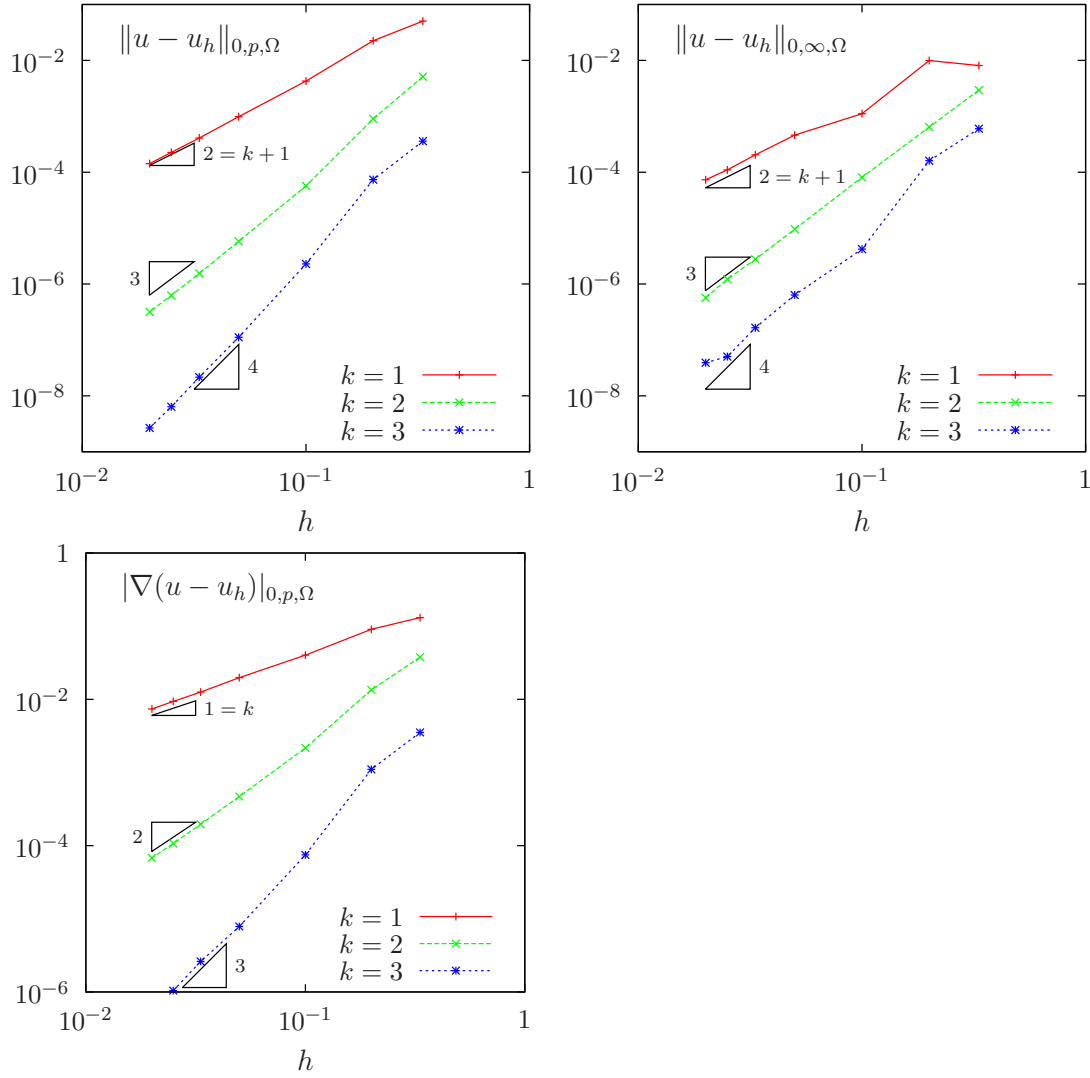 ‖u − u_h‖_{0,p,Ω}
10^{−2}
10^{−4}
10^{−6}
10^{−8}
2 = k + 1
3
4
k = 1
k = 2
k = 3
10^{−2}
10^{−1}
1
h
‖u − u_h‖_{0,∞,Ω}
10^{−2}
10^{−4}
10^{−6}
10^{−8}
2 = k + 1
3
4
k = 1
k = 2
k = 3
10^{−2}
10^{−1}
1
h
|∇(u − u_h)|_{0,p,Ω}
1
10^{−2}
10^{−4}
10^{−6}
1 = k
2
3
k = 1
k = 2
k = 3
10^{−2}
10^{−1}
1
h